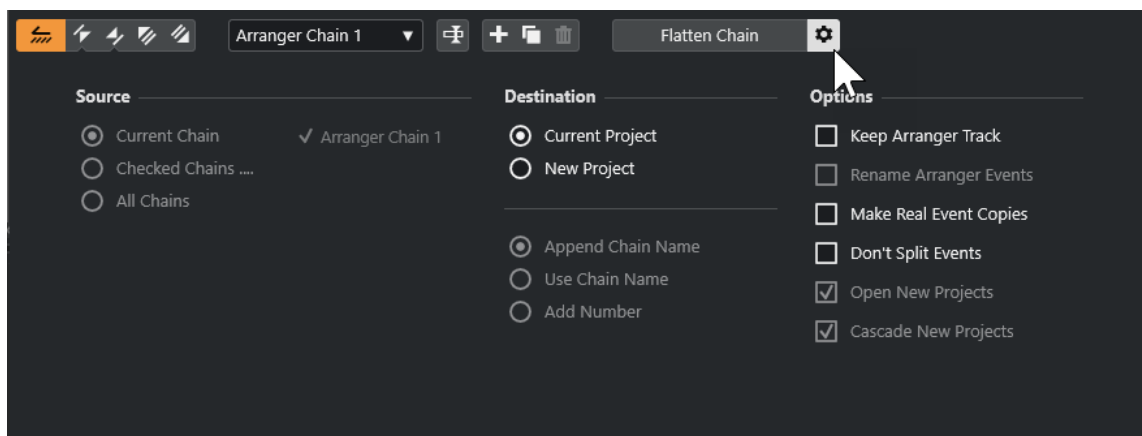 Arranger Chain 1
Flatten Chain
Source
Current Chain
Arranger Chain 1
Checked Chains ....
All Chains
Destination
Current Project
New Project
Append Chain Name
Use Chain Name
Add Number
Options
Keep Arranger Track
Rename Arranger Events
Make Real Event Copies
Don't Split Events
Open New Projects
Cascade New Projects